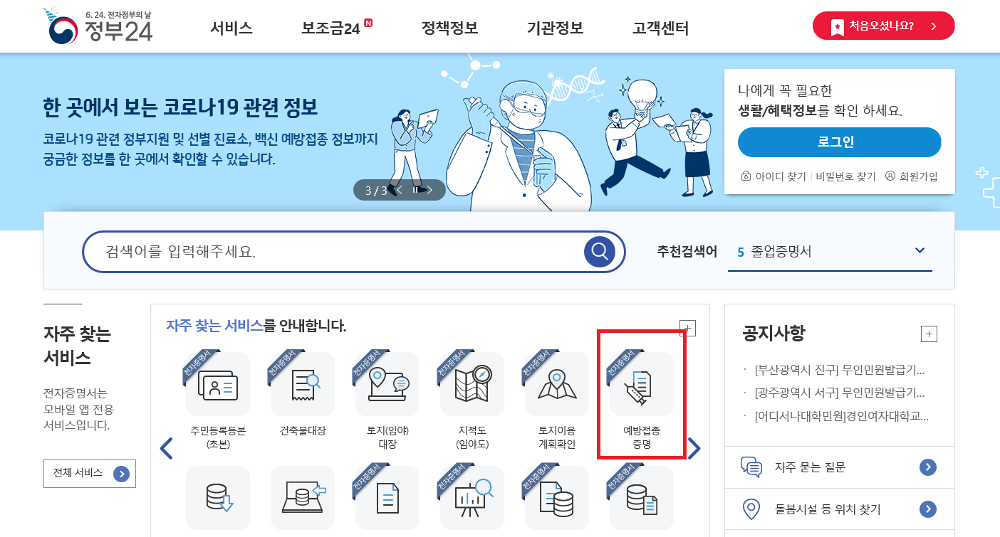 6. 24. 전자정부의 날
정부24
서비스
보조금24 N
정책정보
기관정보
고객센터
처음오셨나요?
한 곳에서 보는 코로나19 관련 정보
코로나19 관련 정부지원 및 선별 진료소, 백신 예방접종 정보까지
궁금한 정보를 한 곳에서 확인할 수 있습니다.
3 / 3
나에게 꼭 필요한
생활/혜택정보를 확인 하세요.
로그인
아이디 찾기
비밀번호 찾기
회원가입
검색어를 입력해주세요.
추천검색어
5 졸업증명서
자주 찾는
서비스
전자증명서는
모바일 앱 전용
서비스입니다.
전체 서비스
자주 찾는 서비스를 안내합니다.
전자증명서
주민등록등본
(초본)
전자증명서
건축물대장
전자증명서
토지(임야)
대장
전자증명서
지적도
(임야도)
전자증명서
토지이용
계획확인
전자증명서
예방접종
증명
전자증명서
전자증명서
전자증명서
전자증명서
공지사항
· [부산광역시 진구] 무인민원발급기...
· [광주광역시 서구] 무인민원발급기...
· [어디서나대학민원]경인여자대학교...
자주 묻는 질문
돌봄시설 등 위치 찾기